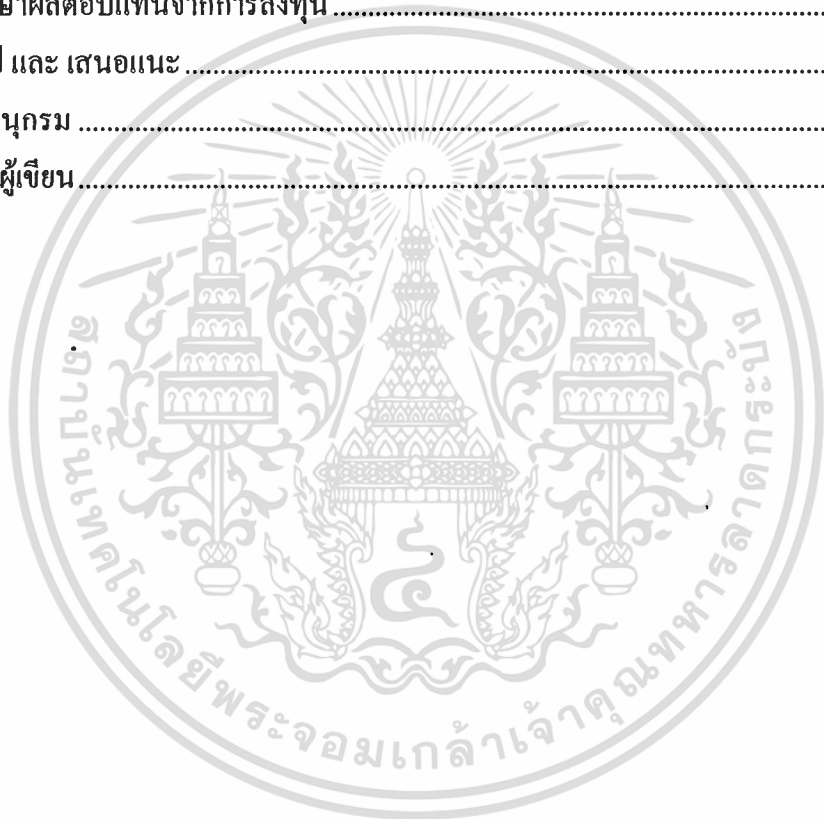 ผลตอบแทนจากการลงทุน ........................................................
และ เสนอแนะ ........................................................
นุกรม ........................................................
ผู้เขียน ........................................................
สถาบันเทคโนโลยีพระจอมเกล้าเจ้าคุณทหารลาดกระบัง
๔